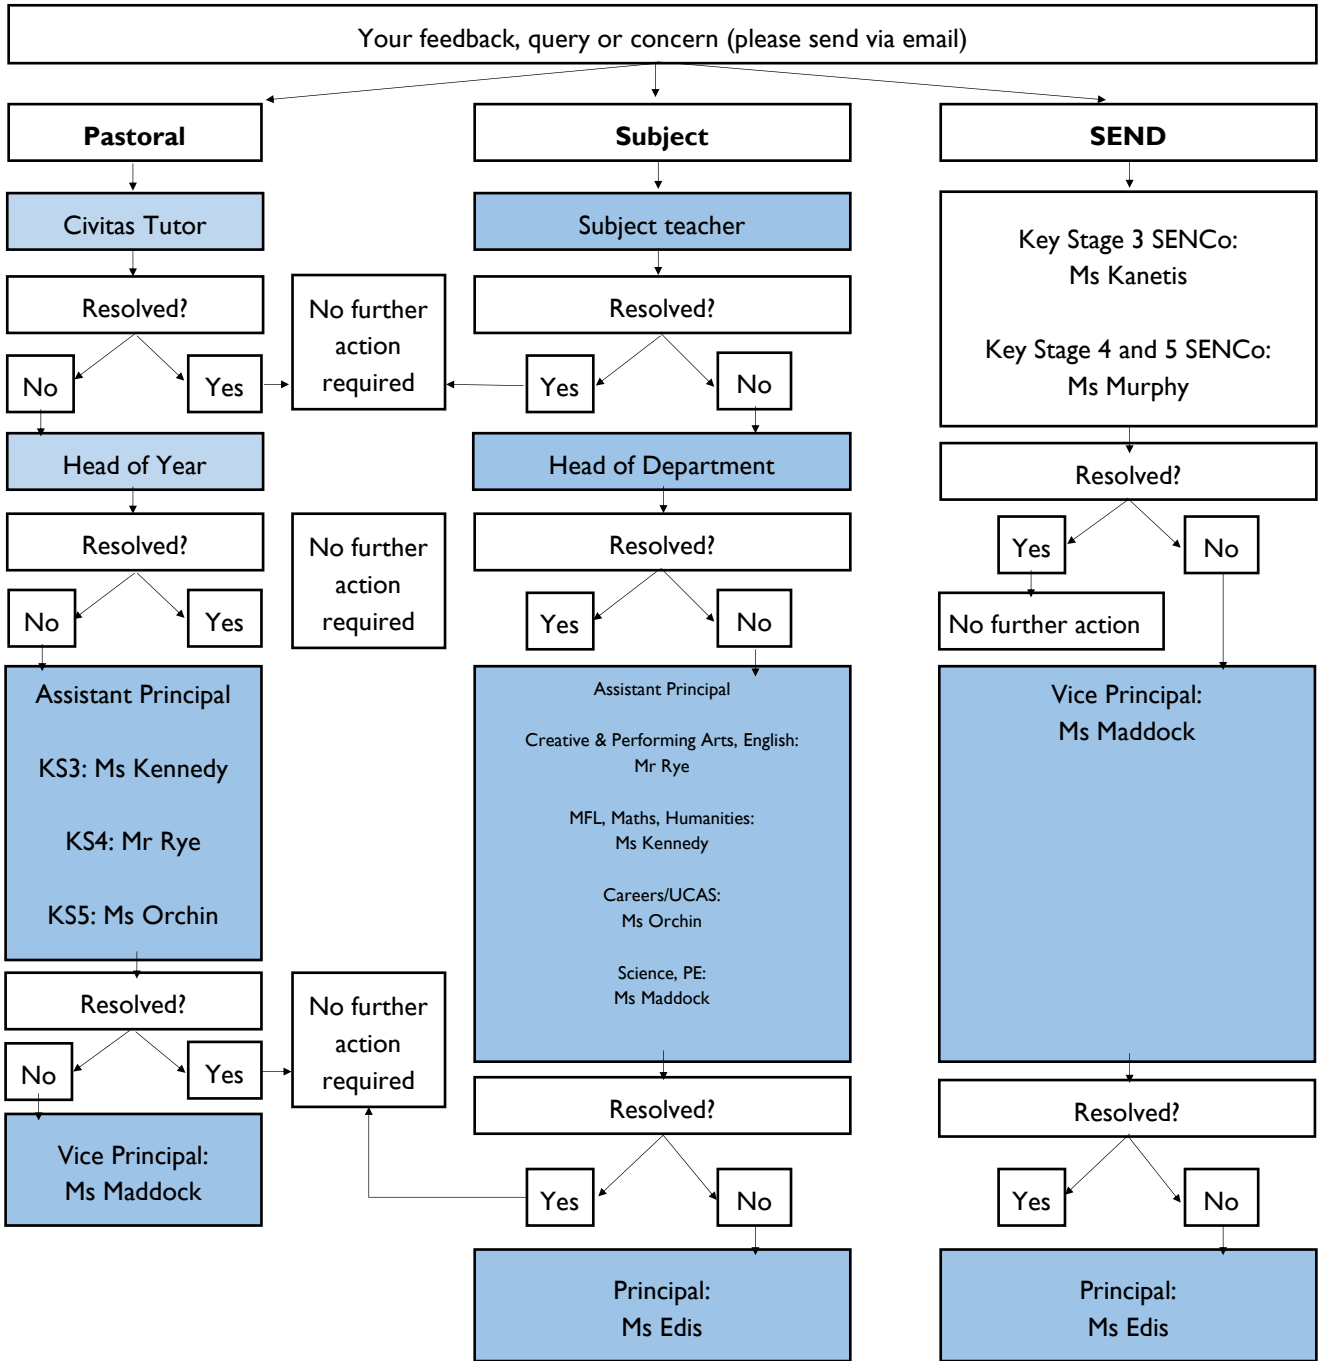 Your feedback, query or concern (please send via email)
Pastoral
Subject
SEND
Civitas Tutor
Subject teacher
Key Stage 3 SENCo:
Ms Kanetis
Key Stage 4 and 5 SENCo:
Ms Murphy
Resolved?
No further
action
required
Resolved?
No
Yes
Yes
No
Head of Year
Head of Department
Resolved?
Resolved?
No further
action
required
Resolved?
Yes
No
No
Yes
Yes
No
No further action
Assistant Principal
KS3: Ms Kennedy
KS4: Mr Rye
KS5: Ms Orchin
Assistant Principal
Creative & Performing Arts, English:
Mr Rye
MFL, Maths, Humanities:
Ms Kennedy
Careers/UCAS:
Ms Orchin
Science, PE:
Ms Maddock
Vice Principal:
Ms Maddock
Resolved?
No further
action
required
No
Yes
Resolved?
Resolved?
Vice Principal:
Ms Maddock
Yes
No
Yes
No
Principal:
Ms Edis
Principal:
Ms Edis